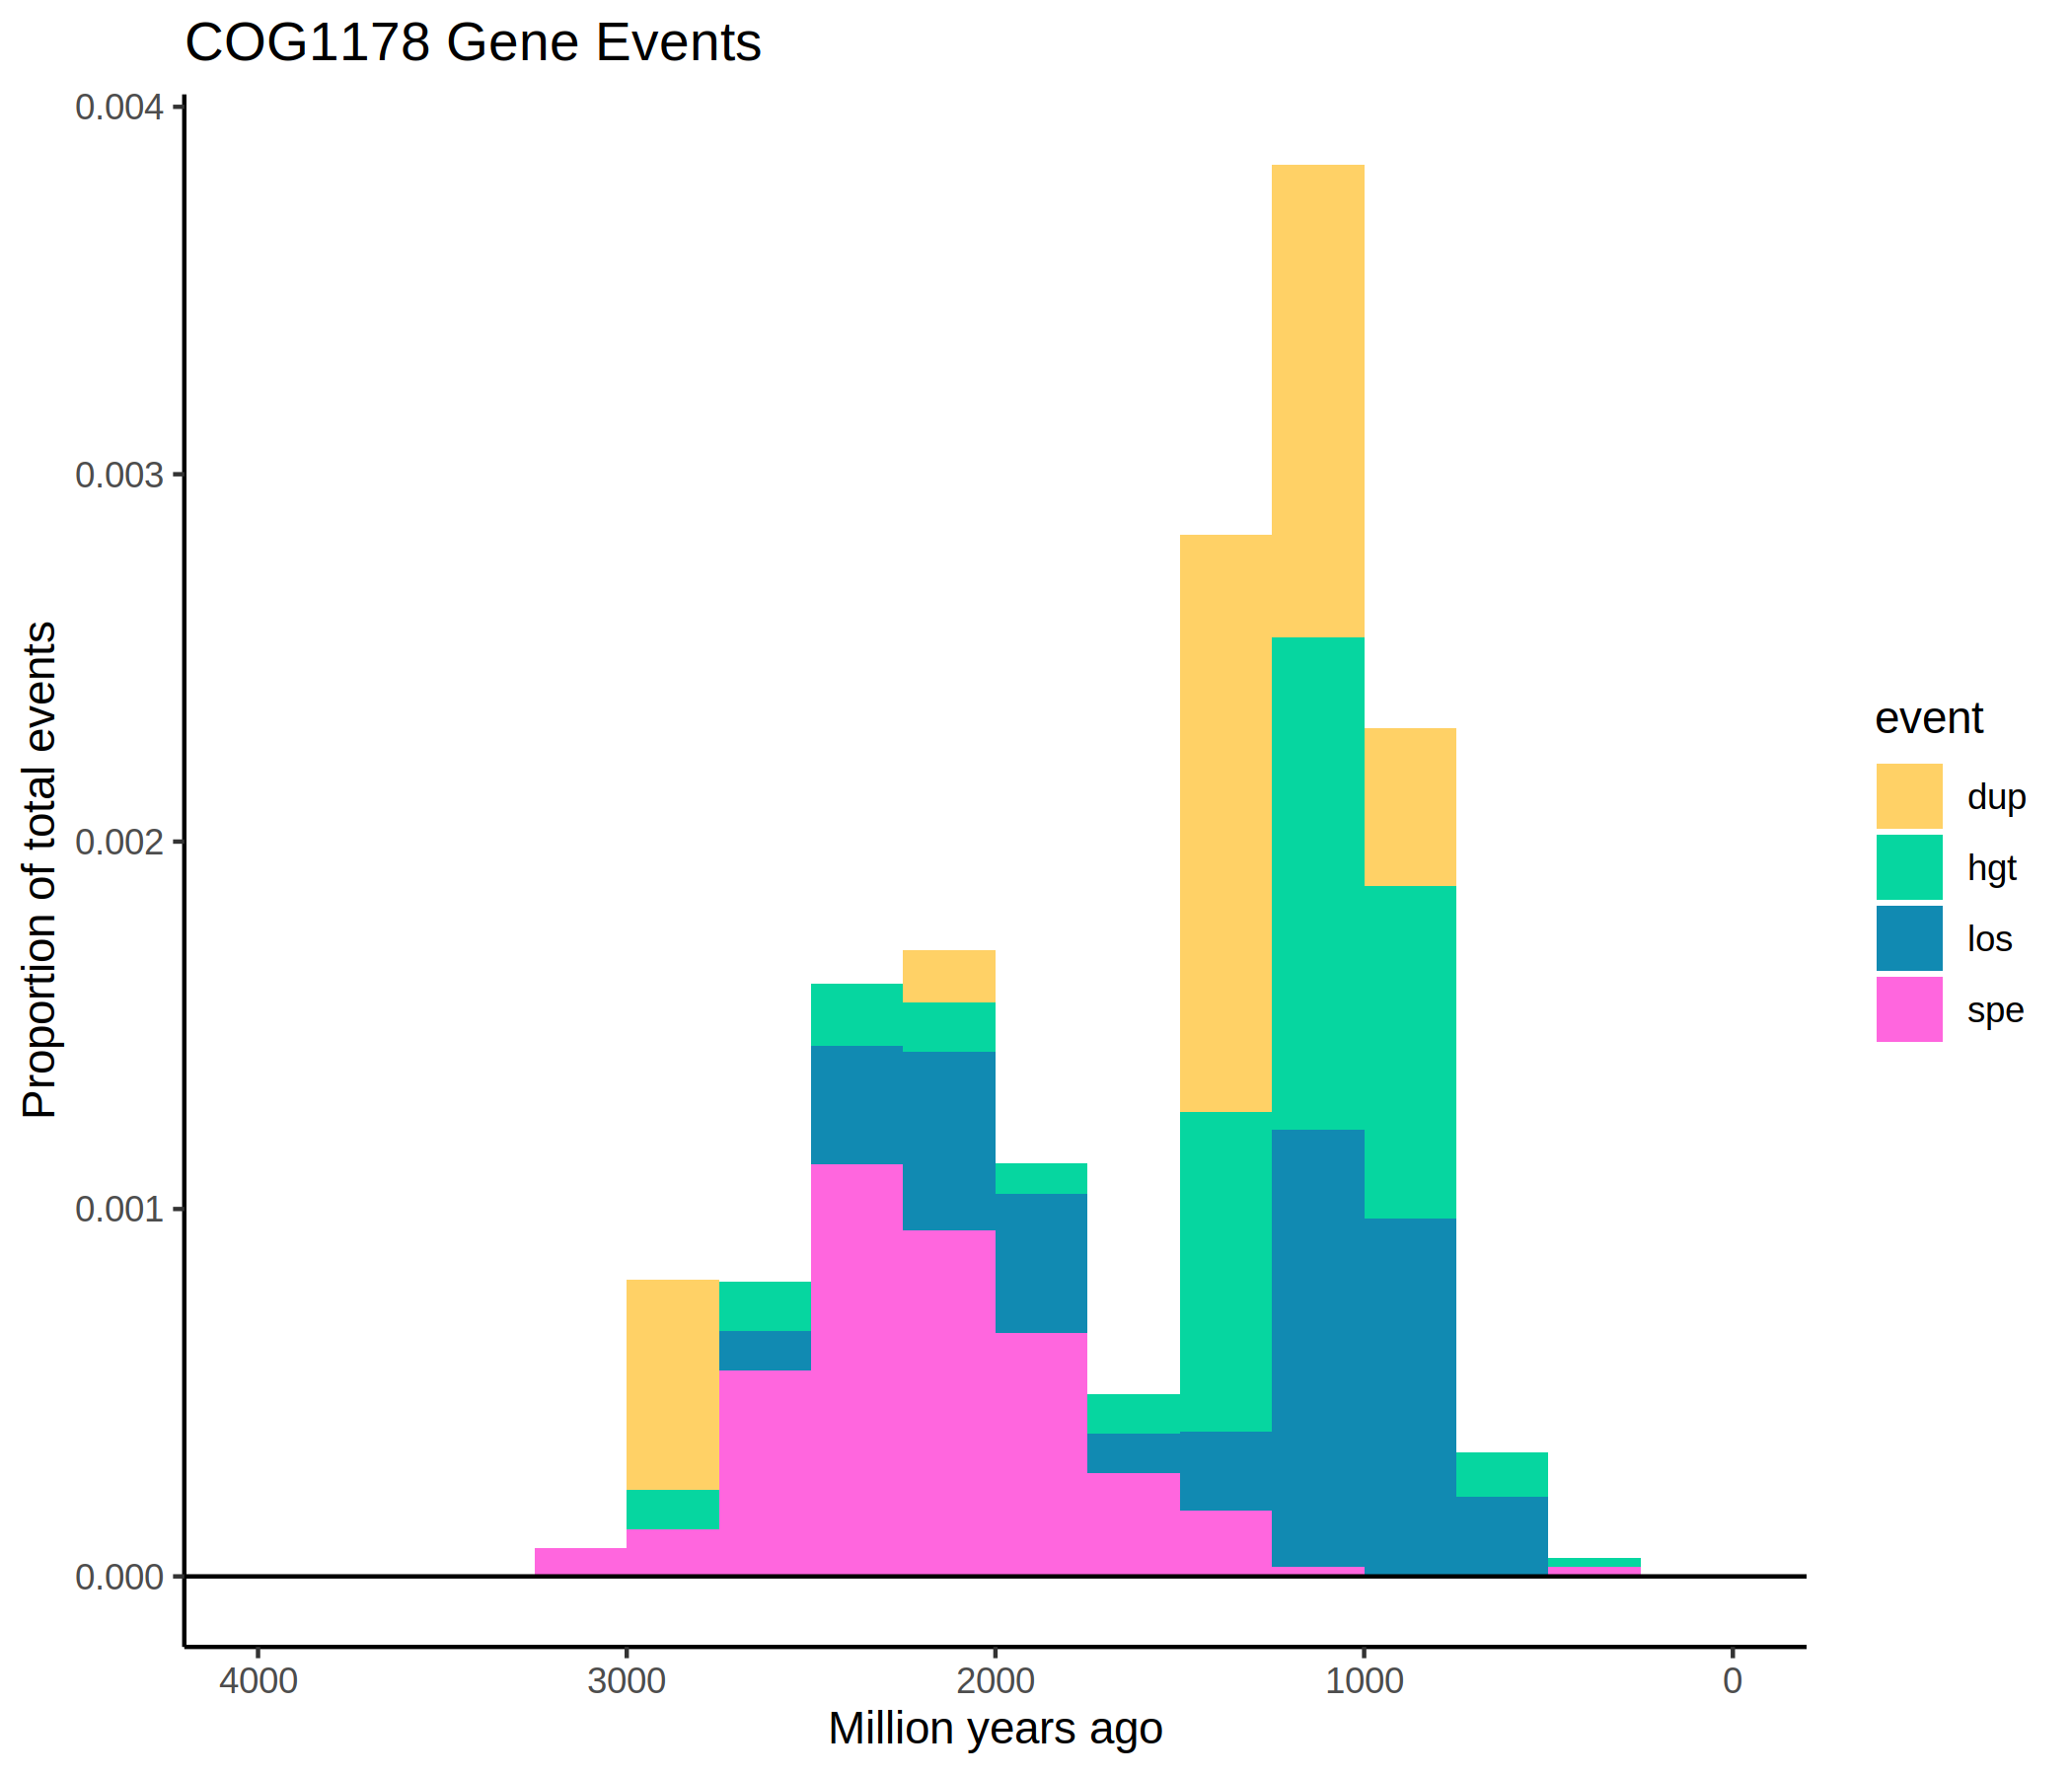 COG1178 Gene Events
Proportion of total events
0.004
0.003
0.002
0.001
0.000
4000 3000 2000 1000 0
Million years ago
event
dup
hgt
los
spe